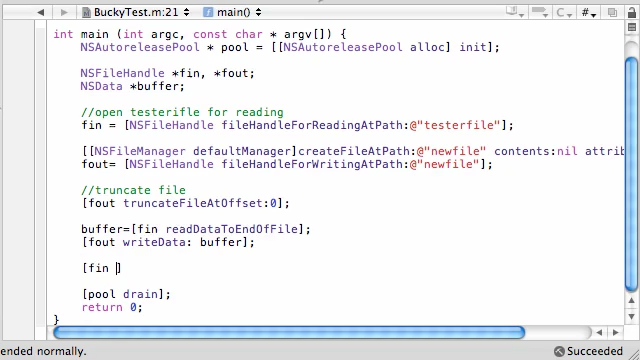 BuckyTest.m:21 main()
int main (int argc, const char * argv[]) {
NSAutoreleasePool * pool = [[NSAutoreleasePool alloc] init];
NSFileHandle *fin, *fout;
NSData *buffer;
//open testerifle for reading
fin = [NSFileHandle fileHandleForReadingAtPath:@"testerfile"];
[[NSFileManager defaultManager]createFileAtPath:@"newfile" contents:nil attrib
fout= [NSFileHandle fileHandleForWritingAtPath:@"newfile"];
//truncate file
[fout truncateFileAtOffset:0];
buffer=[fin readDataToEndOfFile];
[fout writeData: buffer];
[fin ]
[pool drain];
return 0;
}
ended normally. Succeeded